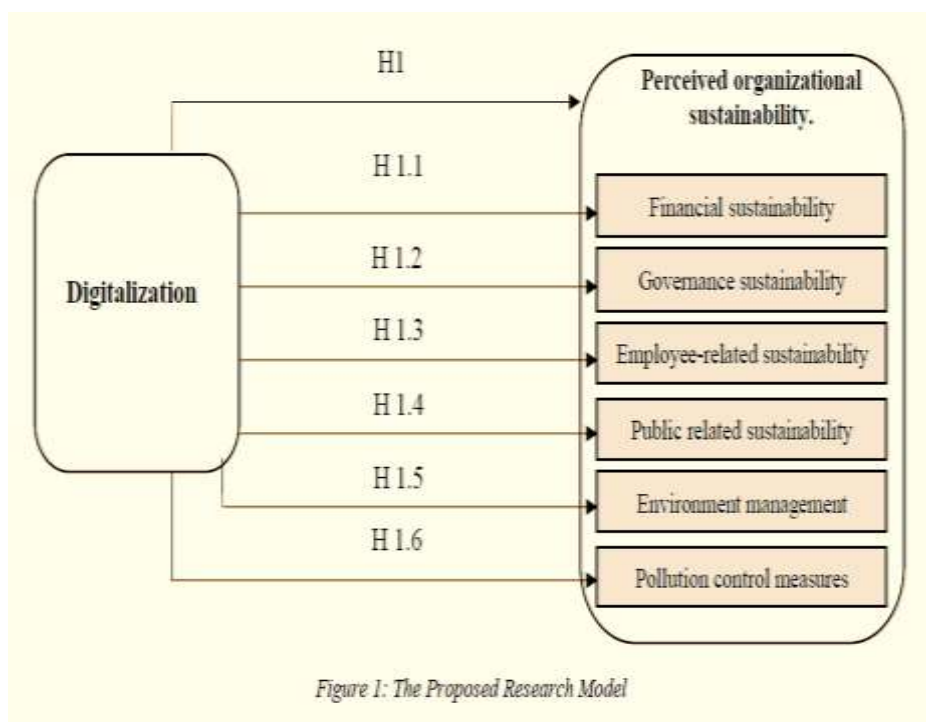 H1
Perceived organizational
sustainability.
H 1.1
Financial sustainability
H 1.2
Governance sustainability
Digitalization
H 1.3
Employee-related sustainability
H 1.4
Public related sustainability
H 1.5
Environment management
H 1.6
Pollution control measures
Figure 1: The Proposed Research Model